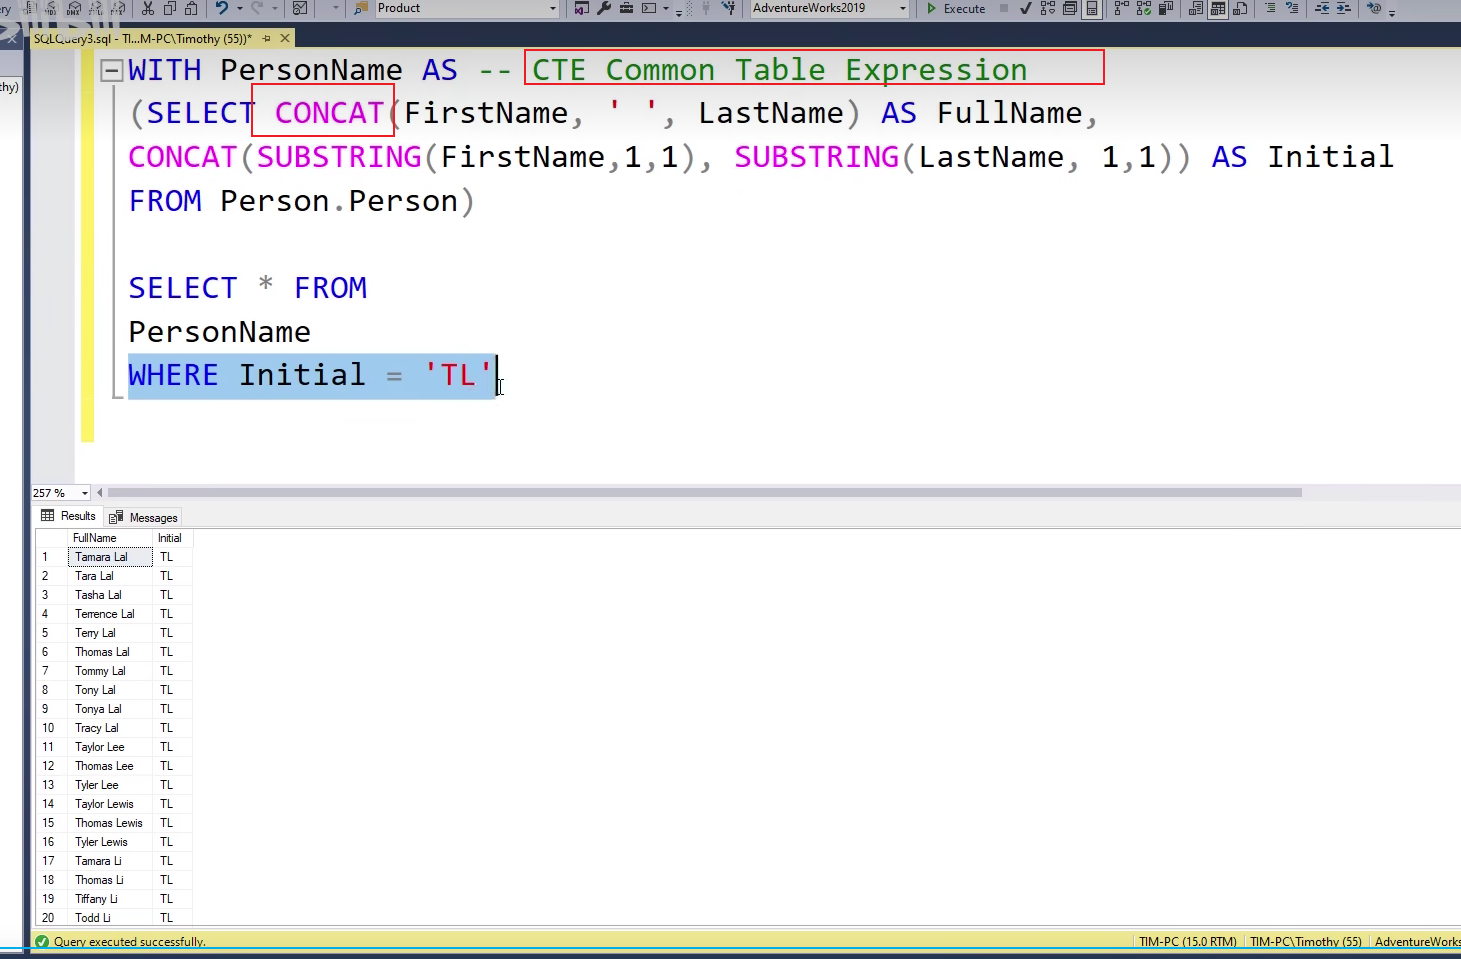 ery
Product
AdventureWorks2019
Execute
SQLQuery3.sql - TI...M-PC\Timothy (55))*
thy)
WITH PersonName AS -- CTE Common Table Expression
(SELECT CONCAT(FirstName, ' ', LastName) AS FullName,
CONCAT(SUBSTRING(FirstName,1,1), SUBSTRING(LastName, 1,1)) AS Initial
FROM Person.Person)
SELECT * FROM
PersonName
WHERE Initial = 'TL'
257 %
Results Messages
FullName Initial
1 Tamara Lal TL
2 Tara Lal TL
3 Tasha Lal TL
4 Terrence Lal TL
5 Terry Lal TL
6 Thomas Lal TL
7 Tommy Lal TL
8 Tony Lal TL
9 Tonya Lal TL
10 Tracy Lal TL
11 Taylor Lee TL
12 Thomas Lee TL
13 Tyler Lee TL
14 Taylor Lewis TL
15 Thomas Lewis TL
16 Tyler Lewis TL
17 Tamara Li TL
18 Thomas Li TL
19 Tiffany Li TL
20 Todd Li TL
Query executed successfully.
TIM-PC (15.0 RTM) TIM-PC\Timothy (55) AdventureWorks